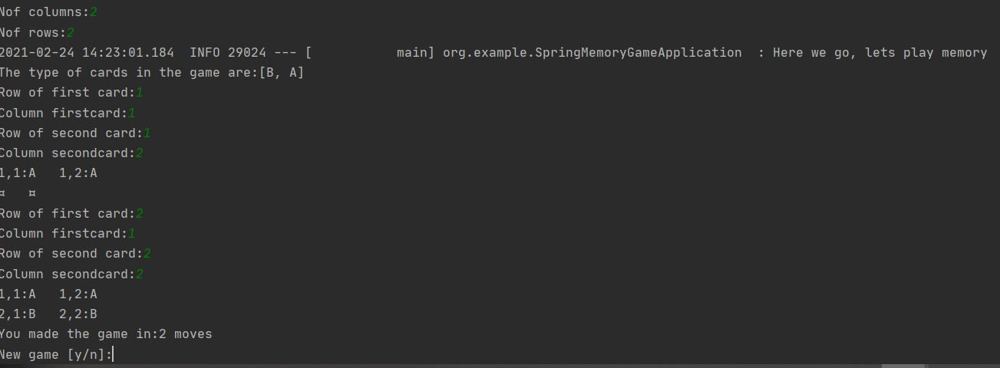 Nof columns:2
Nof rows:2
2021-02-24 14:23:01.184  INFO 29024 --- [           main] org.example.SpringMemoryGameApplication  : Here we go, lets play memory
The type of cards in the game are:[B, A]
Row of first card:1
Column firstcard:1
Row of second card:1
Column secondcard:2
1,1:A   1,2:A
¤   ¤
Row of first card:2
Column firstcard:1
Row of second card:2
Column secondcard:2
1,1:A   1,2:A
2,1:B   2,2:B
You made the game in:2 moves
New game [y/n]: